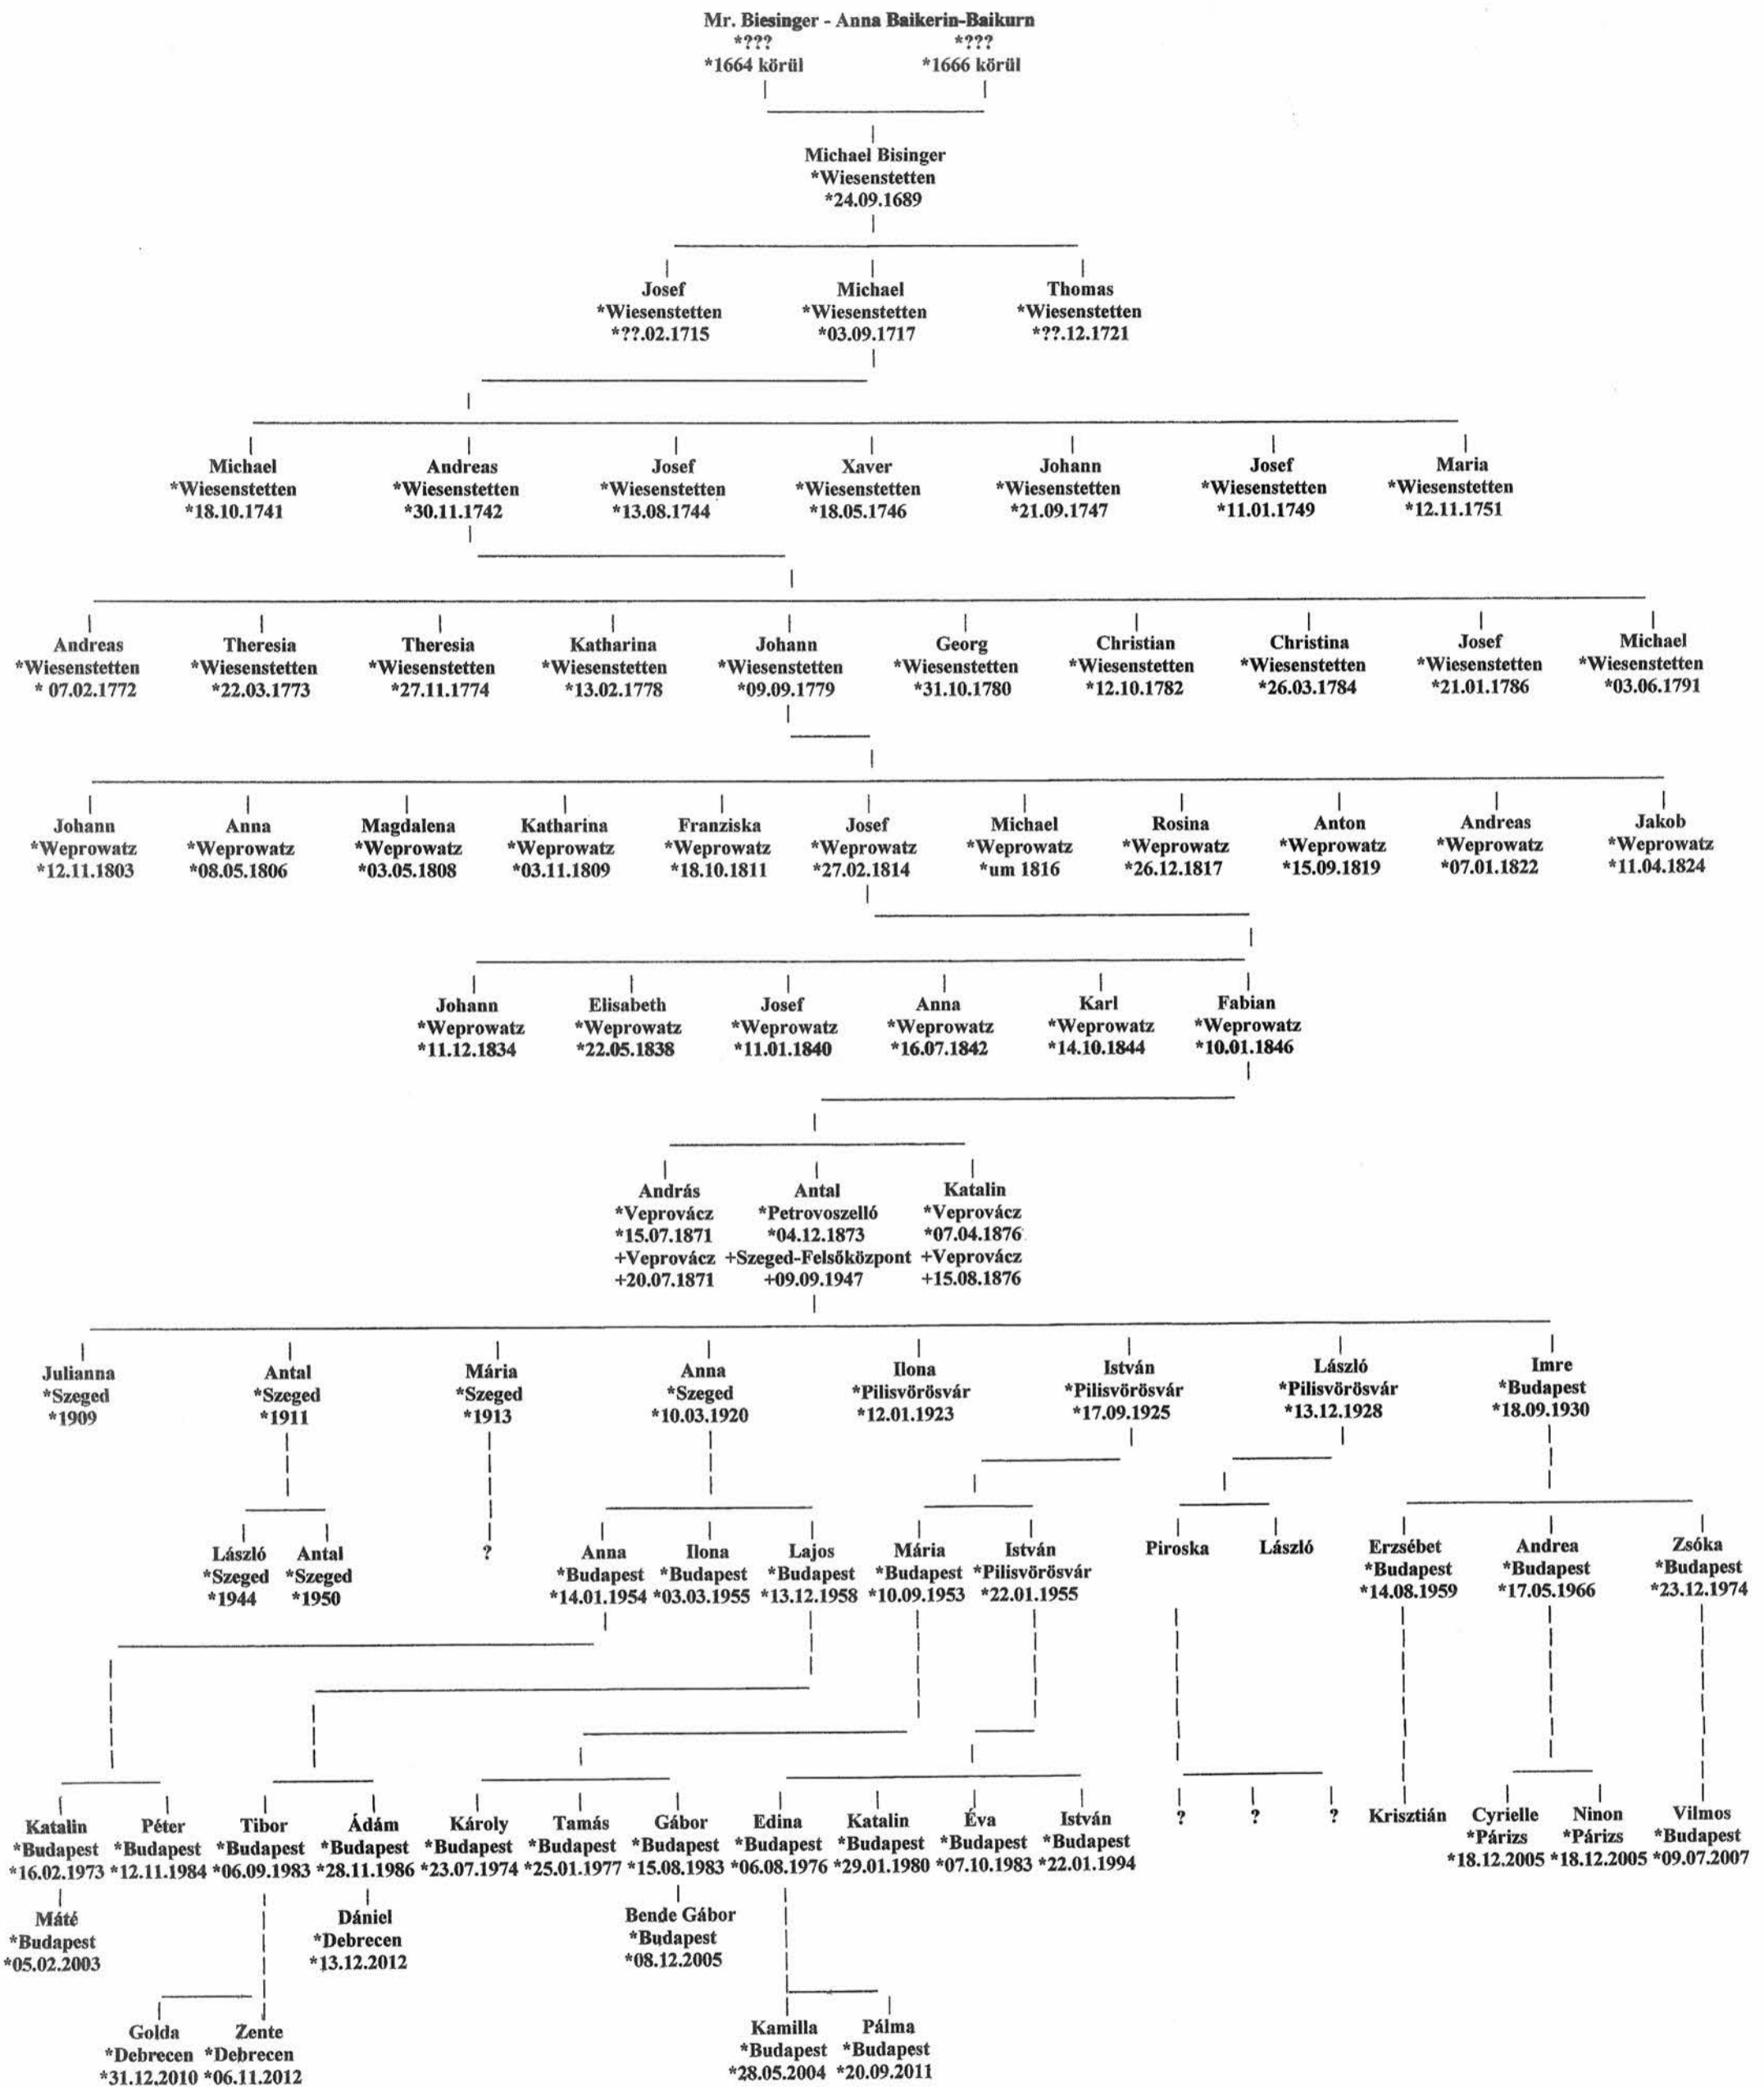 Mr. Biesinger - Anna Baikerin-Baikurn
*??? *???
*1664 körül *1666 körül
Michael Bisinger
*Wiesenstetten
*24.09.1689
Josef Michael Thomas
*Wiesenstetten *Wiesenstetten *Wiesenstetten
*??.02.1715 *03.09.1717 *??.12.1721
Michael Andreas Josef Xaver Johann Josef Maria
*Wiesenstetten *Wiesenstetten *Wiesenstetten *Wiesenstetten *Wiesenstetten *Wiesenstetten *Wiesenstetten
*18.10.1741 *30.11.1742 *13.08.1744 *18.05.1746 *21.09.1747 *11.01.1749 *12.11.1751
Andreas Theresia Theresia Katharina Johann Georg Christian Christina Josef Michael
*Wiesenstetten *Wiesenstetten *Wiesenstetten *Wiesenstetten *Wiesenstetten *Wiesenstetten *Wiesenstetten *Wiesenstetten *Wiesenstetten *Wiesenstetten
* 07.02.1772 *22.03.1773 *27.11.1774 *13.02.1778 *09.09.1779 *31.10.1780 *12.10.1782 *26.03.1784 *21.01.1786 *03.06.1791
Johann Anna Magdalena Katharina Franziska Josef Michael Rosina Anton Andreas Jakob
*Weprowatz *Weprowatz *Weprowatz *Weprowatz *Weprowatz *Weprowatz *Weprowatz *Weprowatz *Weprowatz *Weprowatz *Weprowatz
*12.11.1803 *08.05.1806 *03.05.1808 *03.11.1809 *18.10.1811 *27.02.1814 *um 1816 *26.12.1817 *15.09.1819 *07.01.1822 *11.04.1824
Johann Elisabeth Josef Anna Karl Fabian
*Weprowatz *Weprowatz *Weprowatz *Weprowatz *Weprowatz *Weprowatz
*11.12.1834 *22.05.1838 *11.01.1840 *16.07.1842 *14.10.1844 *10.01.1846
András Antal Katalin
*Veprovácz *Petrovoszelló *Veprovácz
*15.07.1871 *04.12.1873 *07.04.1876
+Veprovácz +Szeged-Felsőközpont +Veprovácz
+20.07.1871 +09.09.1947 +15.08.1876
Julianna Antal Mária Anna Ilona István László Imre
*Szeged *Szeged *Szeged *Szeged *Pilisvörösvár *Pilisvörösvár *Pilisvörösvár *Budapest
*1909 *1911 *1913 *10.03.1920 *12.01.1923 *17.09.1925 *13.12.1928 *18.09.1930
László Antal ? Anna Ilona Lajos Mária István Piroska László Erzsébet Andrea Zsóka
*Szeged *Szeged *Budapest *Budapest *Budapest *Budapest *Pilisvörösvár *Budapest *Budapest *Budapest
*1944 *1950 *14.01.1954 *03.03.1955 *13.12.1958 *10.09.1953 *22.01.1955 *14.08.1959 *17.05.1966 *23.12.1974
Katalin Péter Tibor Ádám Károly Tamás Gábor Edina Katalin Éva István ? ? ? Krisztián Cyrielle Ninon Vilmos
*Budapest *Budapest *Budapest *Budapest *Budapest *Budapest *Budapest *Budapest *Budapest *Budapest *Budapest *Párizs *Párizs *Budapest
*16.02.1973 *12.11.1984 *06.09.1983 *28.11.1986 *23.07.1974 *25.01.1977 *15.08.1983 *06.08.1976 *29.01.1980 *07.10.1983 *22.01.1994 *18.12.2005 *18.12.2005 *09.07.2007
Máté Dániel Bende Gábor
*Budapest *Debrecen *Budapest
*05.02.2003 *13.12.2012 *08.12.2005
Golda Zente Kamilla Pálma
*Debrecen *Debrecen *Budapest *Budapest
*31.12.2010 *06.11.2012 *28.05.2004 *20.09.2011